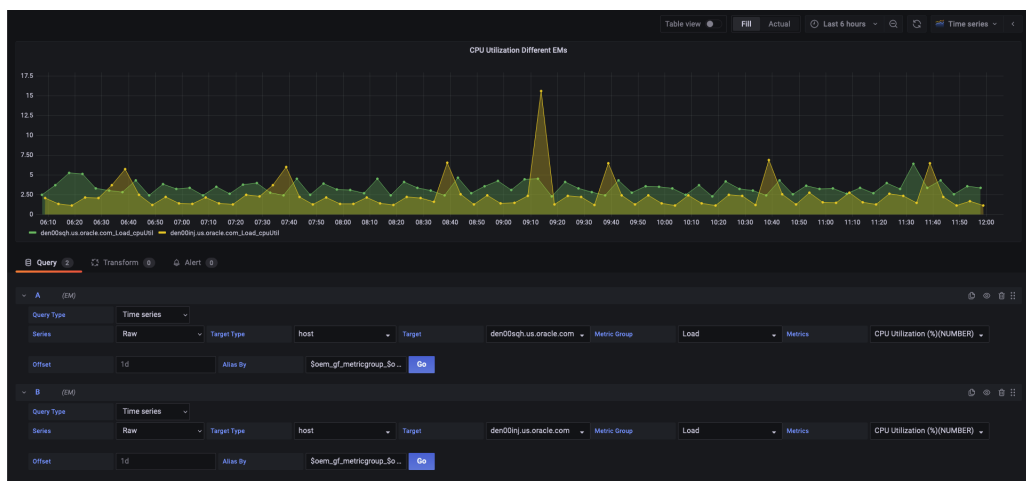 Table view Fill Actual Last 6 hours Time series
CPU Utilization Different EMs
17.5
15
12.5
10
7.50
5
2.50
0
06:10 06:20 06:30 06:40 06:50 07:00 07:10 07:20 07:30 07:40 07:50 08:00 08:10 08:20 08:30 08:40 08:50 09:00 09:10 09:20 09:30 09:40 09:50 10:00 10:10 10:20 10:30 10:40 10:50 11:00 11:10 11:20 11:30 11:40 11:50 12:00
den00sqh.us.oracle.com_Load_cpuUtil den00inj.us.oracle.com_Load_cpuUtil
Query 2 Transform 0 Alert 0
A (EM)
Query Type Time series
Series Raw Target Type host Target den00sqh.us.oracle.com Metric Group Load Metrics CPU Utilization (%)(NUMBER)
Offset 1d Alias By $oem_gf_metricgroup_$o... Go
B (EM)
Query Type Time series
Series Raw Target Type host Target den00inj.us.oracle.com Metric Group Load Metrics CPU Utilization (%)(NUMBER)
Offset 1d Alias By $oem_gf_metricgroup_$o... Go